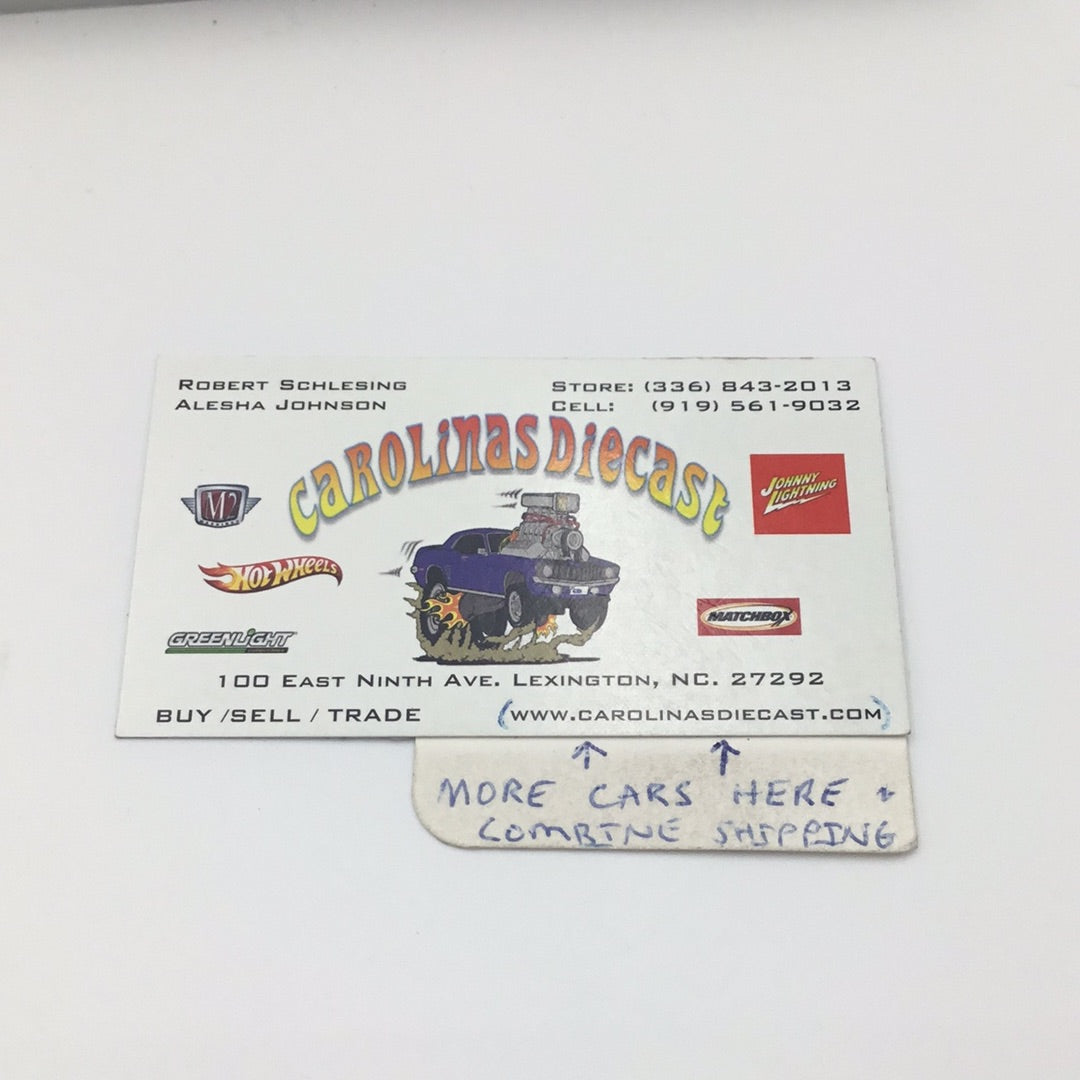 ROBERT SCHLESING
ALESHA JOHNSON
STORE: (336) 843-2013
CELL: (919) 561-9032
CAROLINAS DIECAST
M2
JOHNNY LIGHTNING
HOT WHEELS
MATCHBOX
GREENLIGHT
100 EAST NINTH AVE. LEXINGTON, NC. 27292
BUY /SELL / TRADE
(WWW.CAROLINASDIECAST.COM)
MORE CARS HERE +
COMBINE SHIPPING